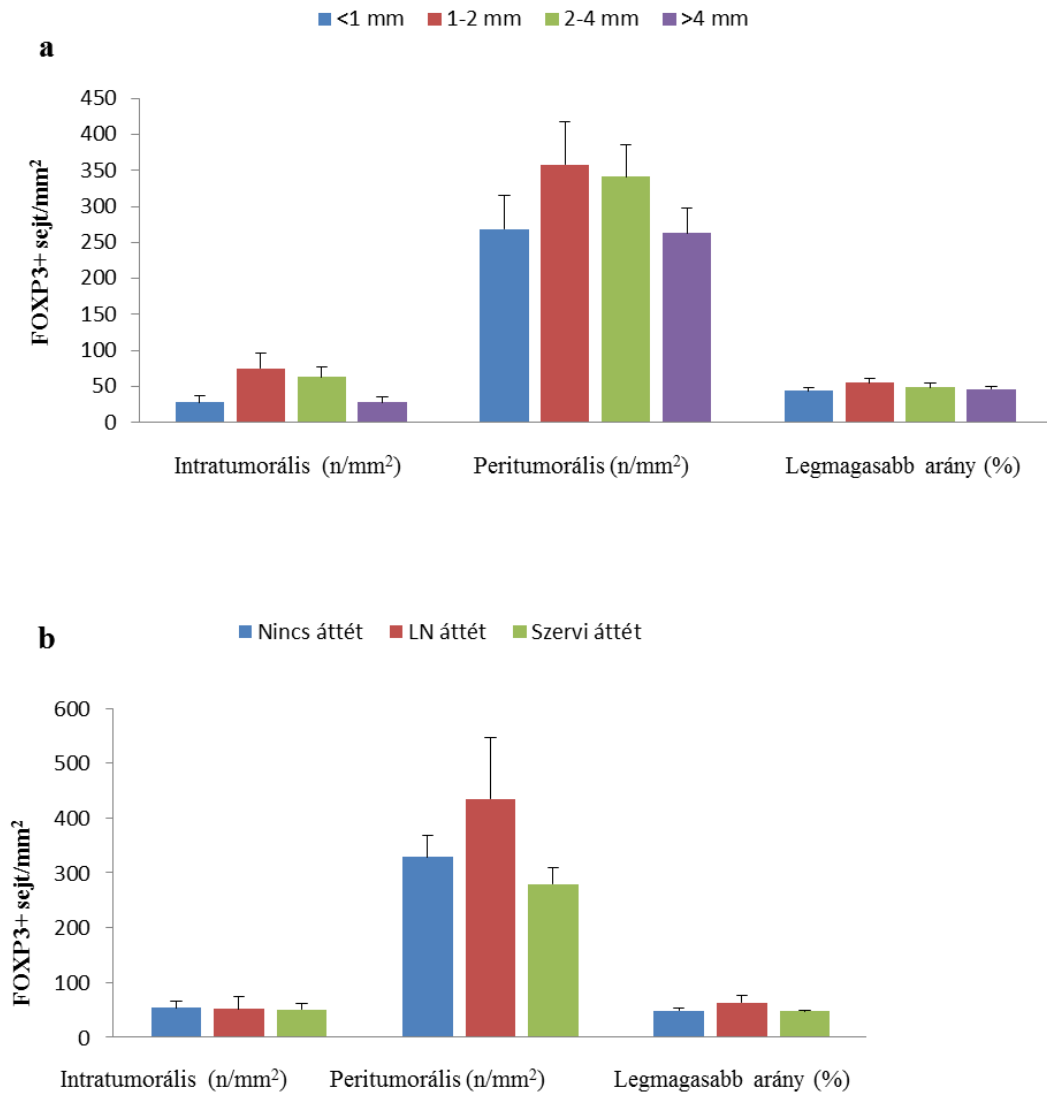 <1 mm 1-2 mm 2-4 mm >4 mm
a
FOXP3+ sejt/mm²
450
400
350
300
250
200
150
100
50
0
Intratumorális (n/mm²) Peritumorális (n/mm²) Legmagasabb arány (%)
b
Nincs áttét LN áttét Szervi áttét
FOXP3+ sejt/mm²
600
500
400
300
200
100
0
Intratumorális (n/mm²) Peritumorális (n/mm²) Legmagasabb arány (%)